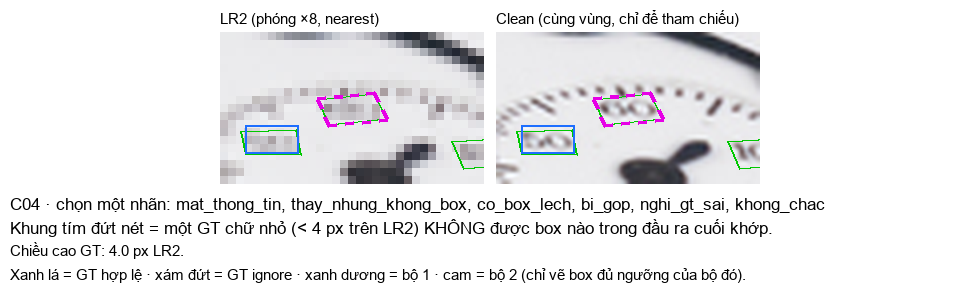 LR2 (phóng ×8, nearest)
Clean (cùng vùng, chỉ để tham chiếu)
60
50
10
C04 · chọn một nhãn: mat_thong_tin, thay_nhung_khong_box, co_box_lech, bi_gop, nghi_gt_sai, khong_chac
Khung tím đứt nét = một GT chữ nhỏ (< 4 px trên LR2) KHÔNG được box nào trong đầu ra cuối khớp.
Chiều cao GT: 4.0 px LR2.
Xanh lá = GT hợp lệ · xám đứt = GT ignore · xanh dương = bộ 1 · cam = bộ 2 (chỉ vẽ box đủ ngưỡng của bộ đó).